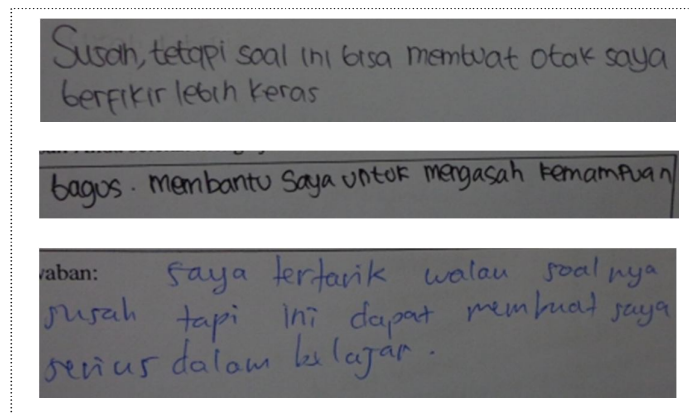 Susah, tetapi soal ini bisa membuat otak saya
berfikir lebih keras
bagus. membantu saya untuk mengasah kemampuan
vaban: saya tertarik walau soalnya
susah tapi ini dapat membuat saya
serius dalam belajar.